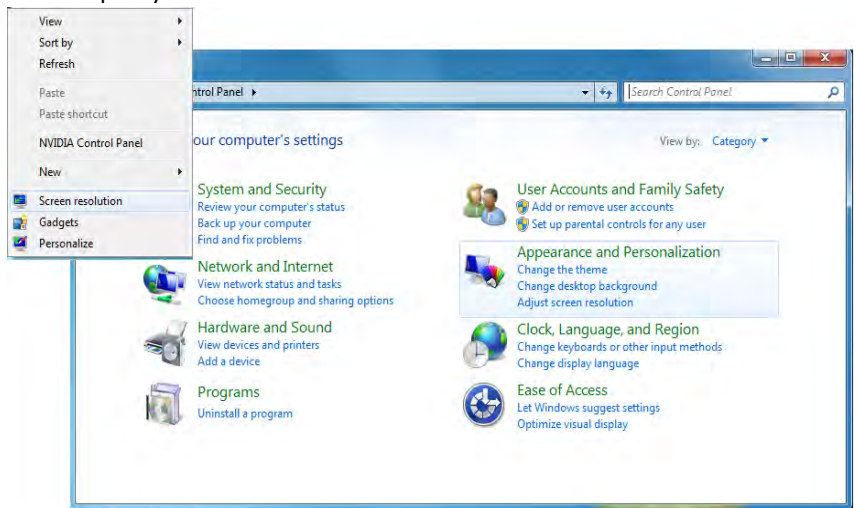 View
Sort by
Refresh
Paste
Paste shortcut
NVIDIA Control Panel
New
Screen resolution
Gadgets
Personalize
ntrol Panel
Search Control Panel
our computer's settings
View by: Category
System and Security
Review your computer's status
Back up your computer
Find and fix problems
Network and Internet
View network status and tasks
Choose homegroup and sharing options
Hardware and Sound
View devices and printers
Add a device
Programs
Uninstall a program
User Accounts and Family Safety
Add or remove user accounts
Set up parental controls for any user
Appearance and Personalization
Change the theme
Change desktop background
Adjust screen resolution
Clock, Language, and Region
Change keyboards or other input methods
Change display language
Ease of Access
Let Windows suggest settings
Optimize visual display